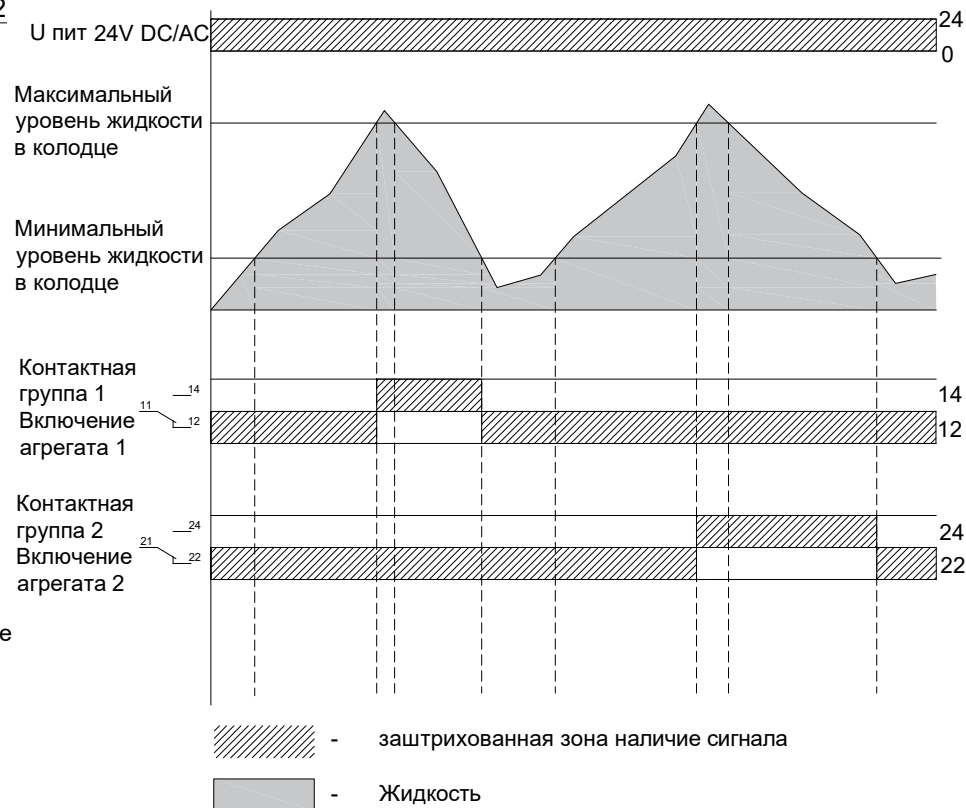 2
U пит 24V DC/AC
24
0
Максимальный
уровень жидкости
в колодце
Минимальный
уровень жидкости
в колодце
Контактная
группа 1
14
14
11
Включение
12
12
агрегата 1
Контактная
группа 2
24
24
21
Включение
22
22
агрегата 2
е
- заштрихованная зона наличие сигнала
- Жидкость